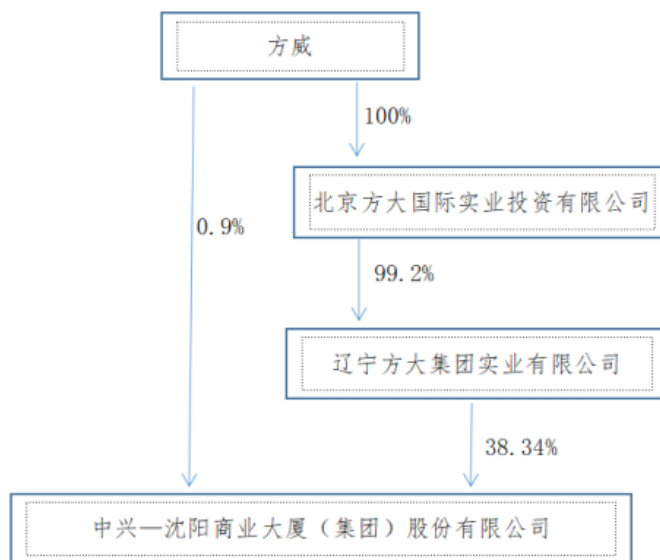 方威
100%
北京方大国际实业投资有限公司
0.9%
99.2%
辽宁方大集团实业有限公司
38.34%
中兴—沈阳商业大厦（集团）股份有限公司